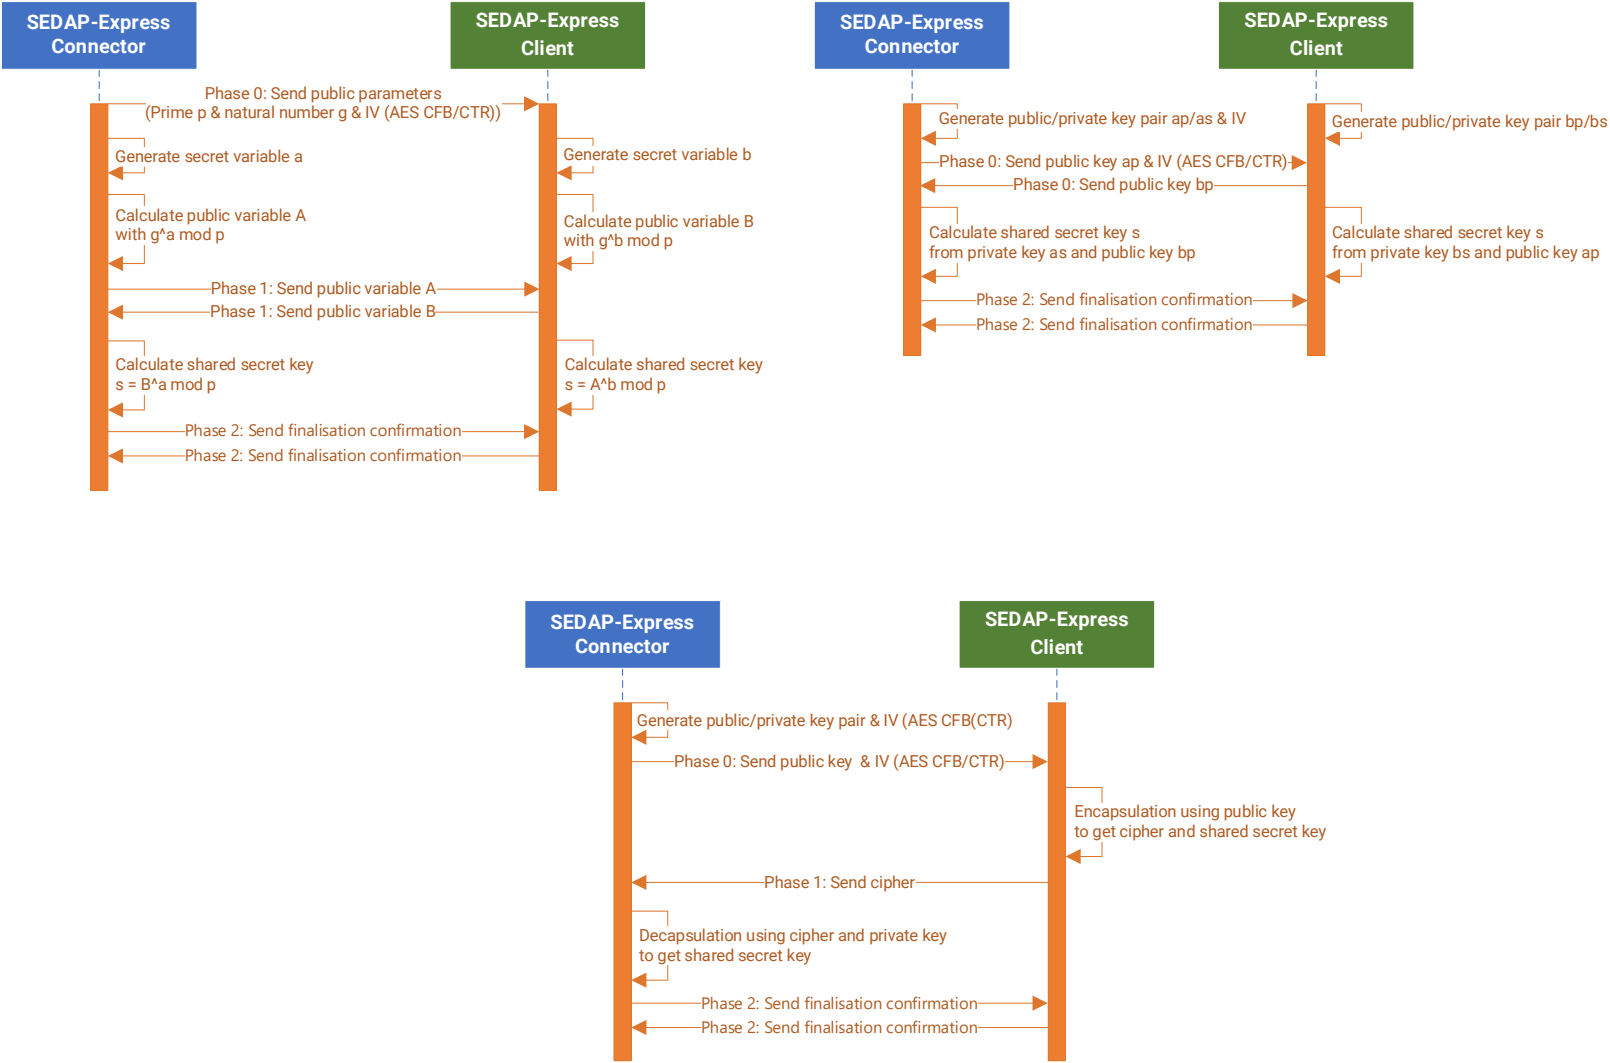 SEDAP-Express
Connector
SEDAP-Express
Client
Phase 0: Send public parameters
(Prime p & natural number g & IV (AES CFB/CTR))
Generate secret variable a
Generate secret variable b
Calculate public variable A
with g^a mod p
Calculate public variable B
with g^b mod p
Phase 1: Send public variable A
Phase 1: Send public variable B
Calculate shared secret key
s = B^a mod p
Calculate shared secret key
s = A^b mod p
Phase 2: Send finalisation confirmation
Phase 2: Send finalisation confirmation
SEDAP-Express
Connector
SEDAP-Express
Client
Generate public/private key pair ap/as & IV
Generate public/private key pair bp/bs
Phase 0: Send public key ap & IV (AES CFB/CTR)
Phase 0: Send public key bp
Calculate shared secret key s
from private key as and public key bp
Calculate shared secret key s
from private key bs and public key ap
Phase 2: Send finalisation confirmation
Phase 2: Send finalisation confirmation
SEDAP-Express
Connector
SEDAP-Express
Client
Generate public/private key pair & IV (AES CFB(CTR)
Phase 0: Send public key & IV (AES CFB/CTR)
Encapsulation using public key
to get cipher and shared secret key
Phase 1: Send cipher
Decapsulation using cipher and private key
to get shared secret key
Phase 2: Send finalisation confirmation
Phase 2: Send finalisation confirmation